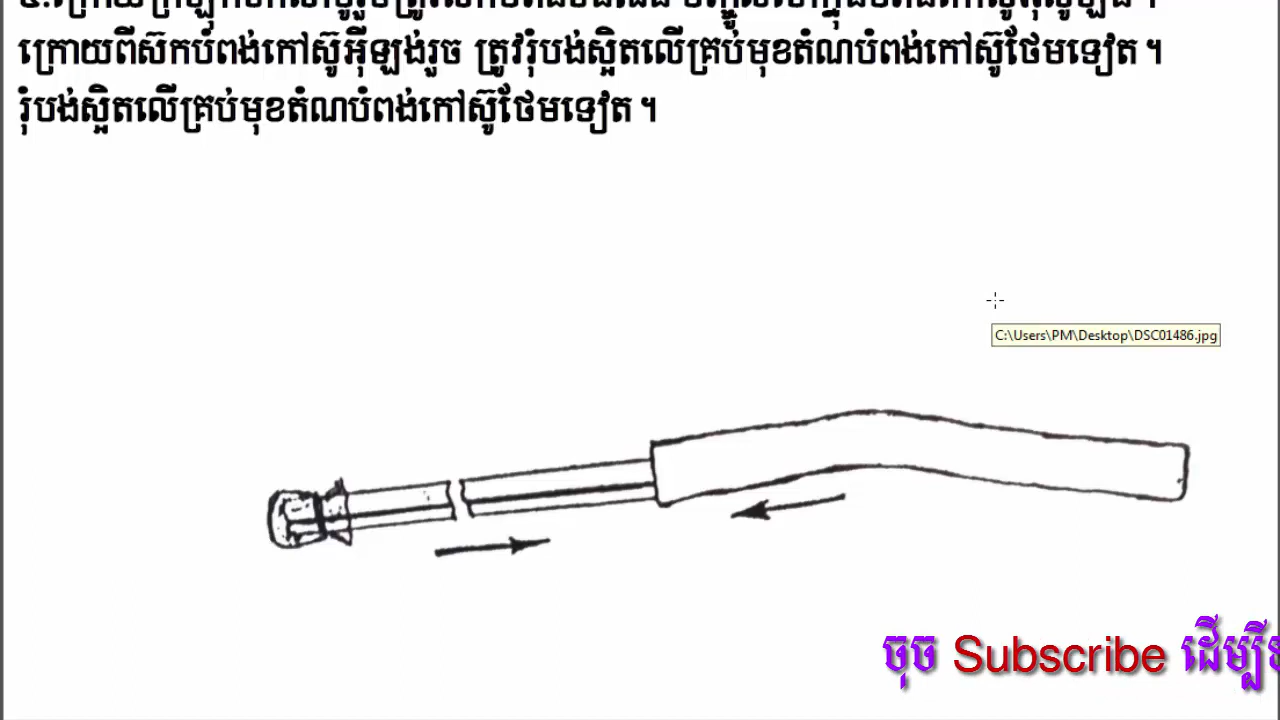 ក្រោយពីស៊កបំពង់កៅស៊ូអ៊ីឡង់រួច ត្រូវរុំបង់ស្អិតលើគ្រប់មុខតំណបំពង់កៅស៊ូថែមទៀត។
រុំបង់ស្អិតលើគ្រប់មុខតំណបំពង់កៅស៊ូថែមទៀត។
C:\Users\PM\Desktop\DSC01486.jpg
ចុច Subscribe